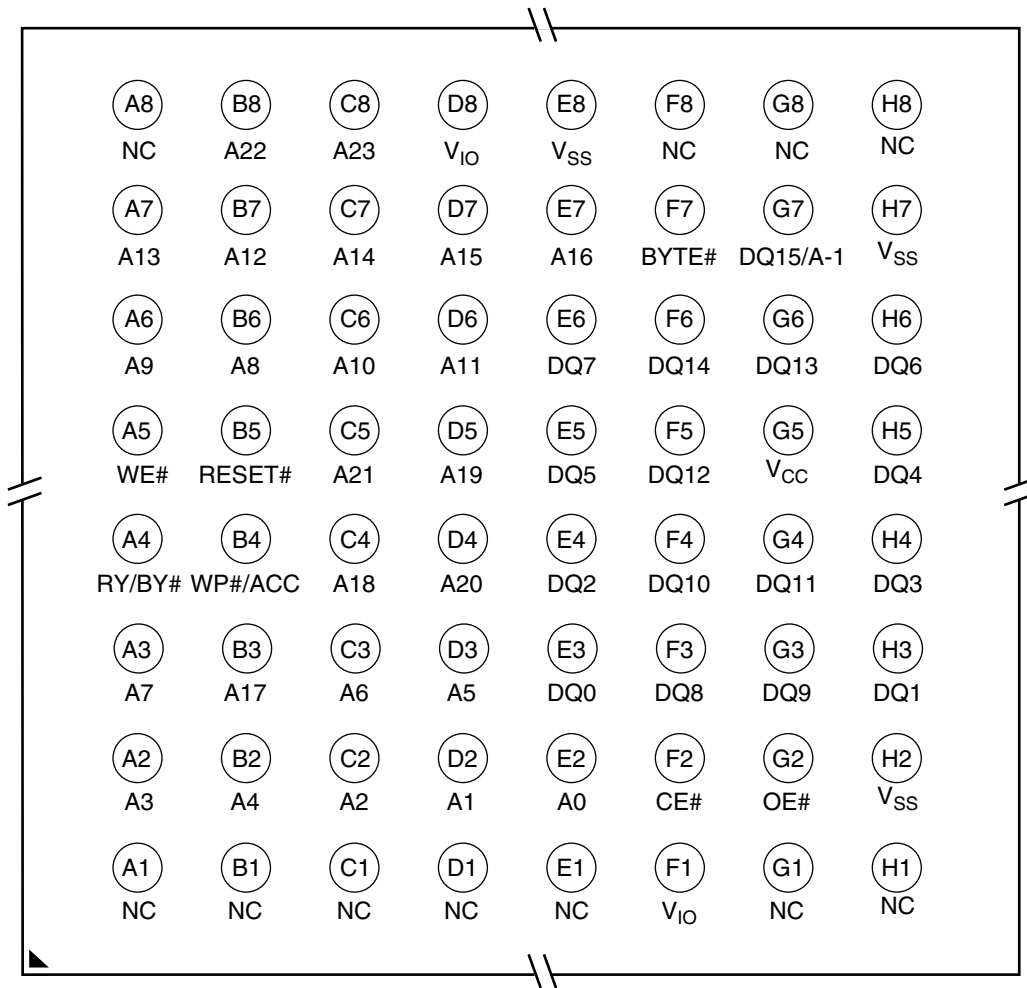 A8 B8 C8 D8 E8 F8 G8 H8
NC A22 A23 VIO VSS NC NC NC
A7 B7 C7 D7 E7 F7 G7 H7
A13 A12 A14 A15 A16 BYTE# DQ15/A-1 VSS
A6 B6 C6 D6 E6 F6 G6 H6
A9 A8 A10 A11 DQ7 DQ14 DQ13 DQ6
A5 B5 C5 D5 E5 F5 G5 H5
WE# RESET# A21 A19 DQ5 DQ12 VCC DQ4
A4 B4 C4 D4 E4 F4 G4 H4
RY/BY# WP#/ACC A18 A20 DQ2 DQ10 DQ11 DQ3
A3 B3 C3 D3 E3 F3 G3 H3
A7 A17 A6 A5 DQ0 DQ8 DQ9 DQ1
A2 B2 C2 D2 E2 F2 G2 H2
A3 A4 A2 A1 A0 CE# OE# VSS
A1 B1 C1 D1 E1 F1 G1 H1
NC NC NC NC NC VIO NC NC